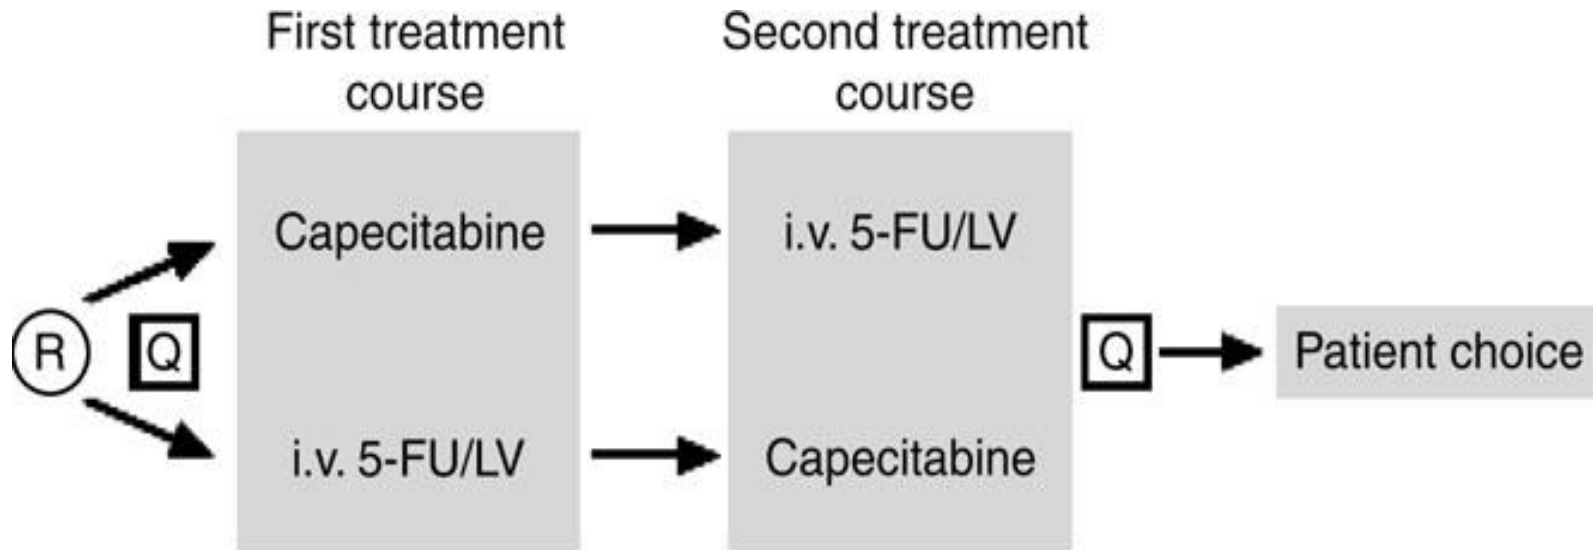 First treatment
course
Second treatment
course
Capecitabine
i.v. 5-FU/LV
R
Q
Q
Patient choice
i.v. 5-FU/LV
Capecitabine